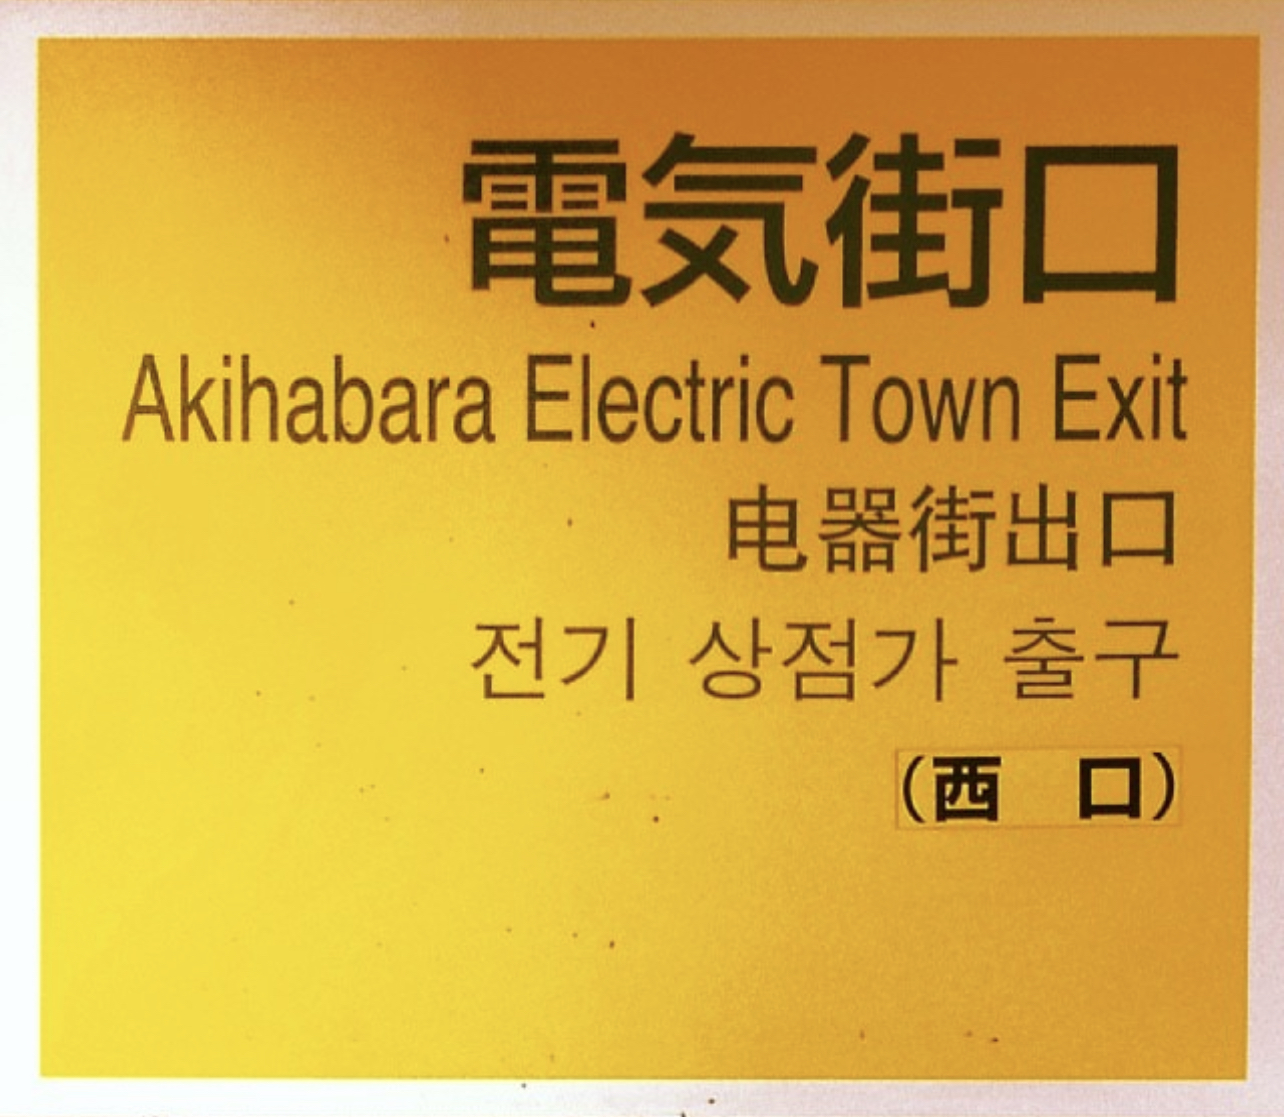 電気街口
Akihabara Electric Town Exit
电器街出口
전기 상점가 출구
(西　口)